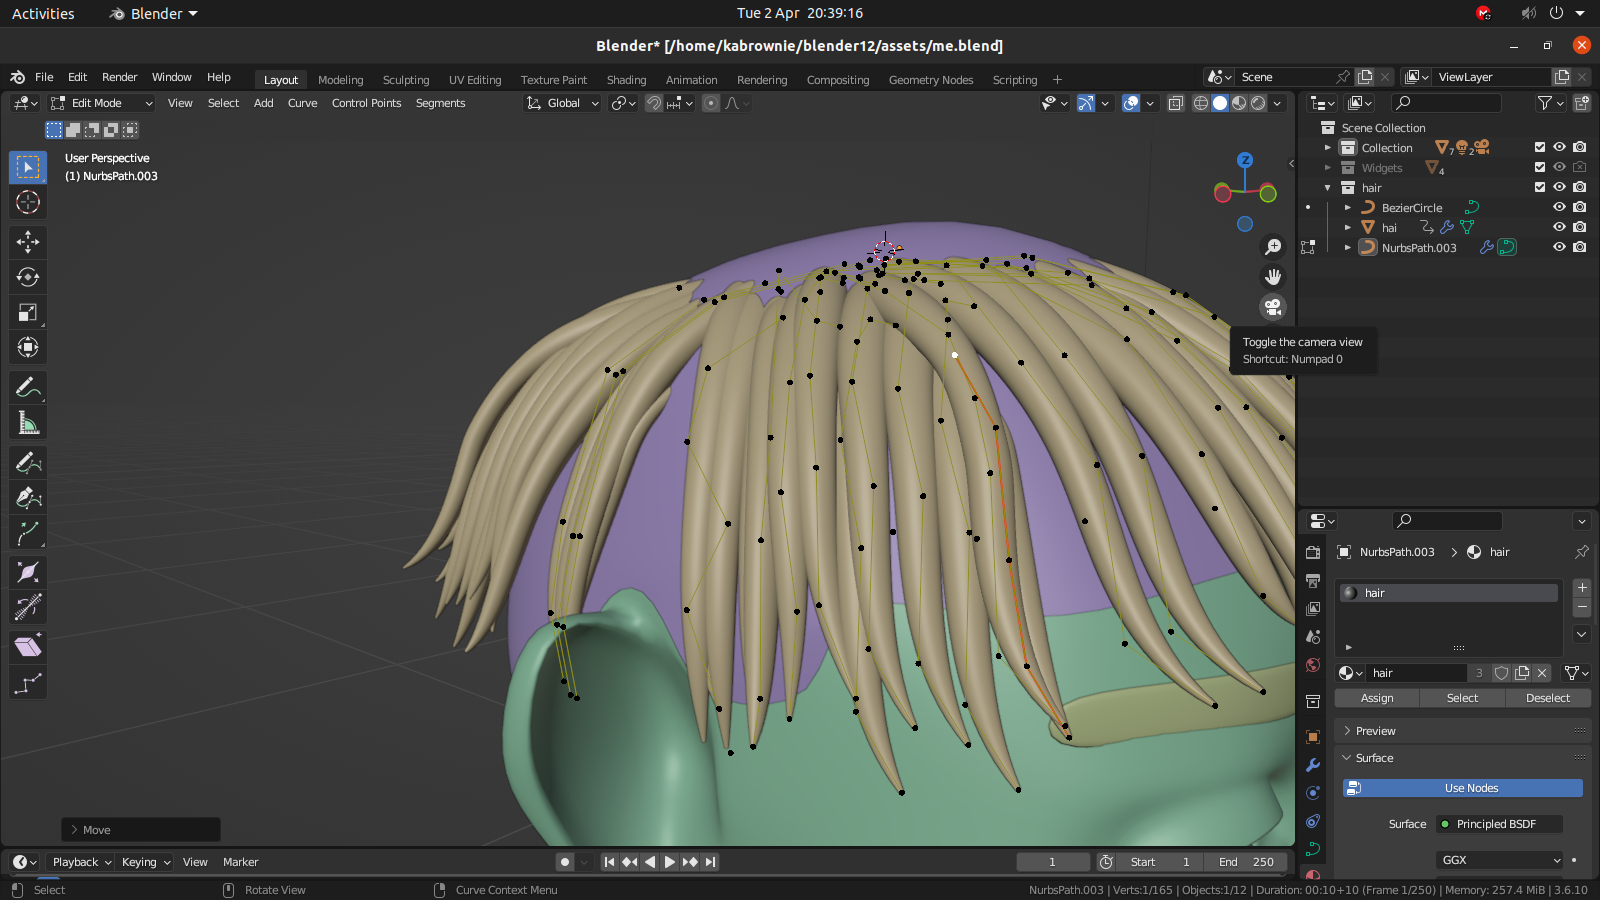 Activities Blender Tue 2 Apr 20:39:16
Blender* [/home/kabrownie/blender12/assets/me.blend]
File Edit Render Window Help Layout Modeling Sculpting UV Editing Texture Paint Shading Animation Rendering Compositing Geometry Nodes Scripting + Scene ViewLayer
Edit Mode View Select Add Curve Control Points Segments Global
User Perspective
(1) NurbsPath.003
Z
Scene Collection
Collection 7 2
Widgets 4
hair
BezierCircle
hai
NurbsPath.003
Toggle the camera view
Shortcut: Numpad 0
NurbsPath.003 > hair
hair
hair 3
Assign Select Deselect
Preview
Surface
Use Nodes
Surface Principled BSDF
GGX
> Move
Playback Keying View Marker 1 Start 1 End 250
Select Rotate View Curve Context Menu NurbsPath.003 | Verts:1/165 | Objects:1/12 | Duration: 00:10+10 (Frame 1/250) | Memory: 257.4 MiB | 3.6.10